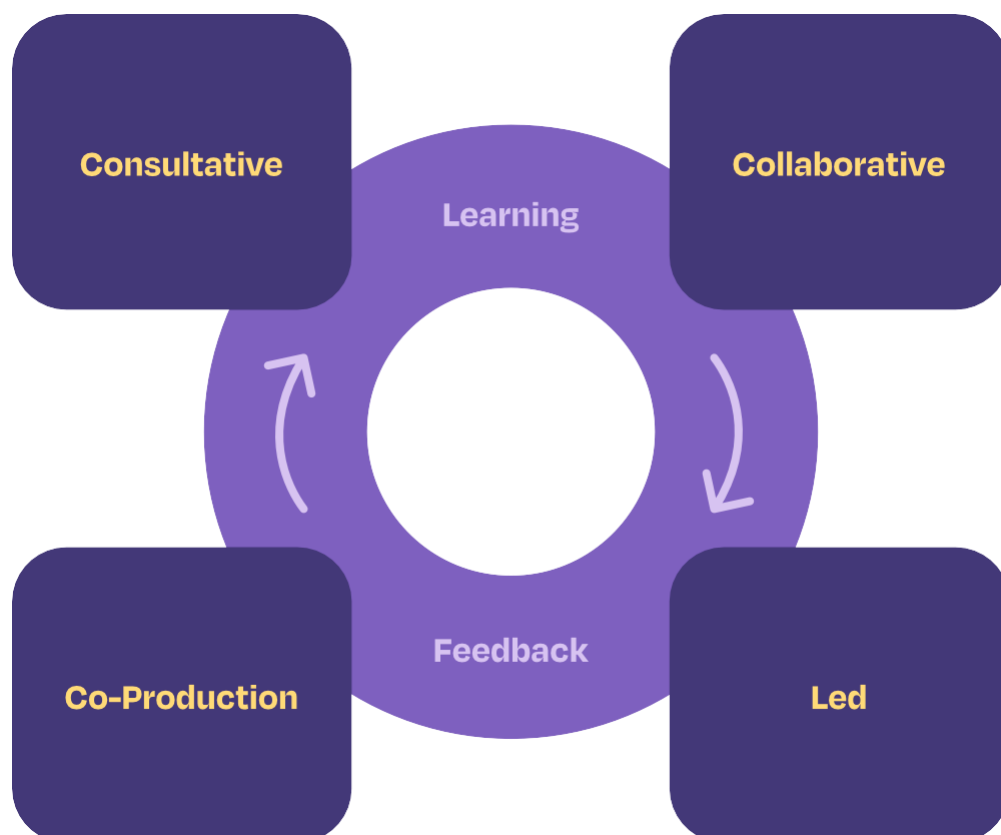 Consultative
Collaborative
Learning
Feedback
Co-Production
Led